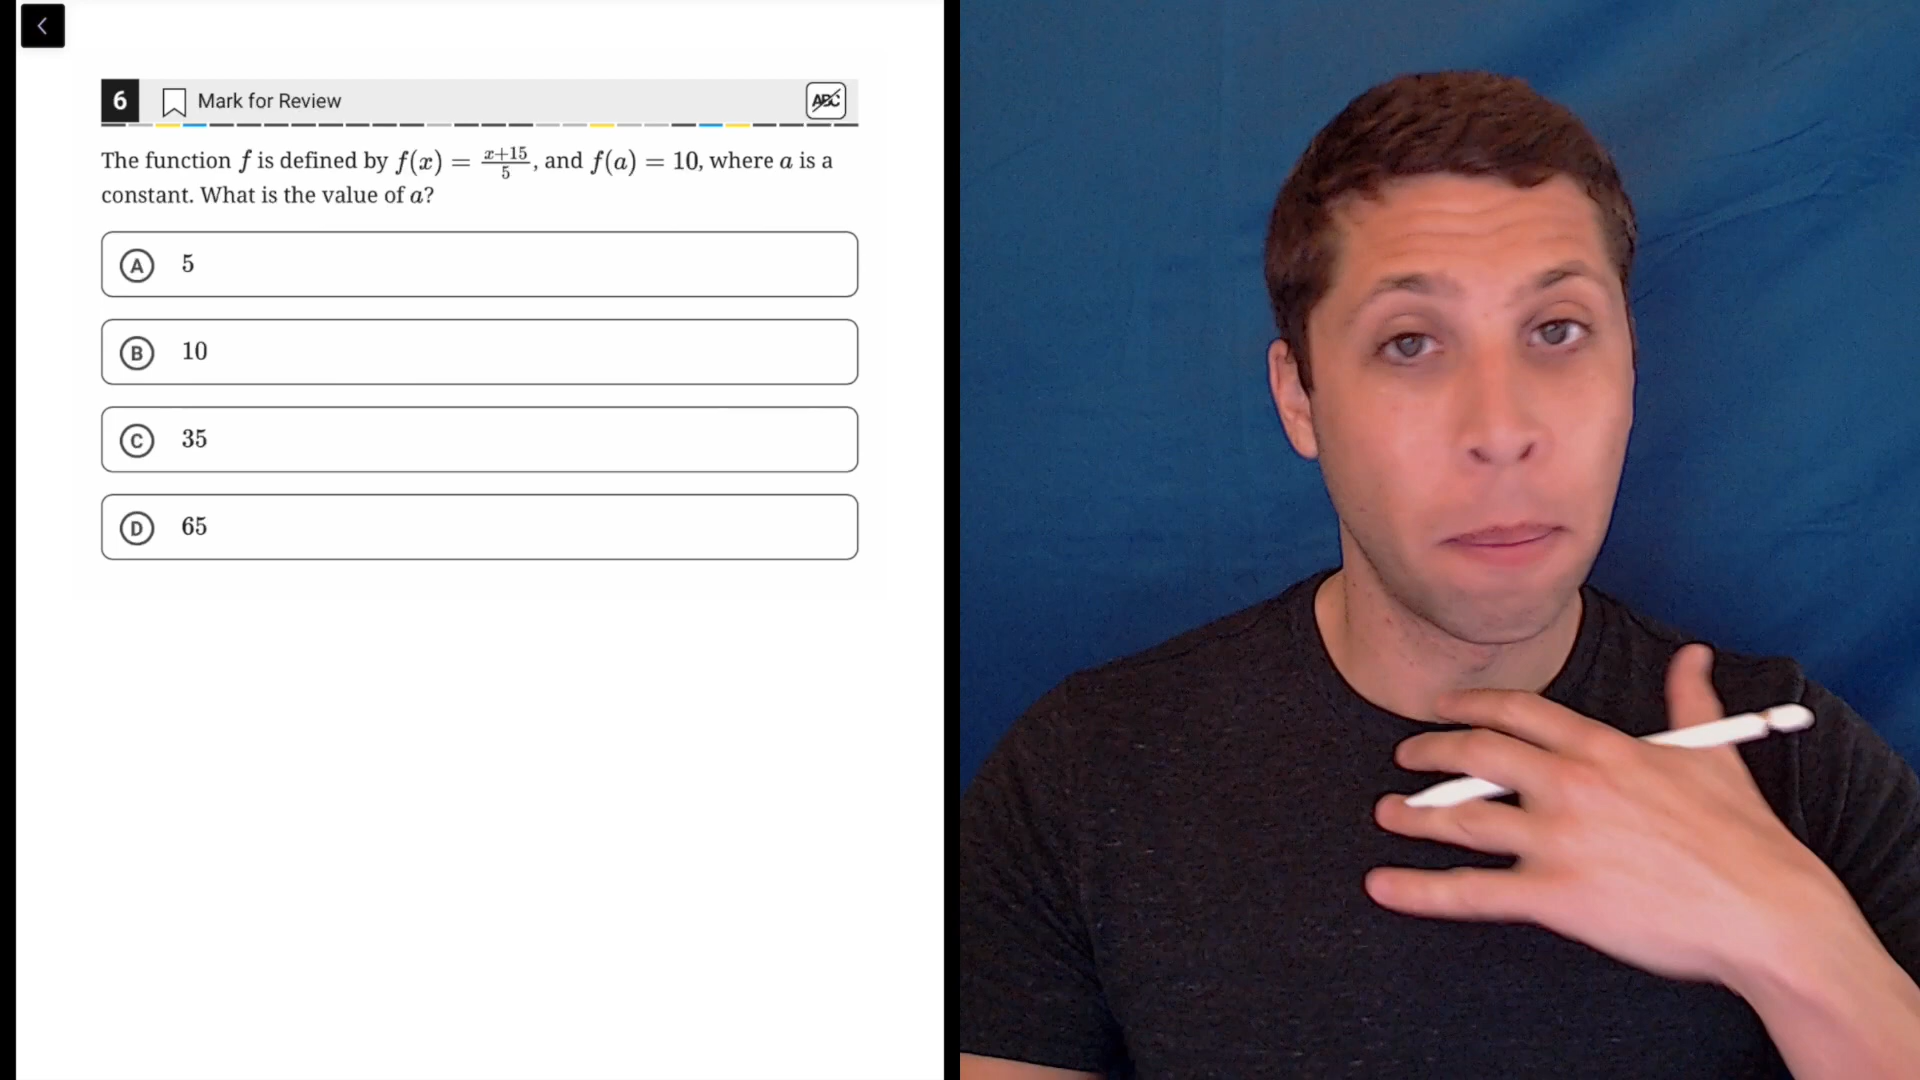 6 Mark for Review ABC
The function f is defined by f(x) = x+15/5, and f(a) = 10, where a is a
constant. What is the value of a?
A 5
B 10
C 35
D 65